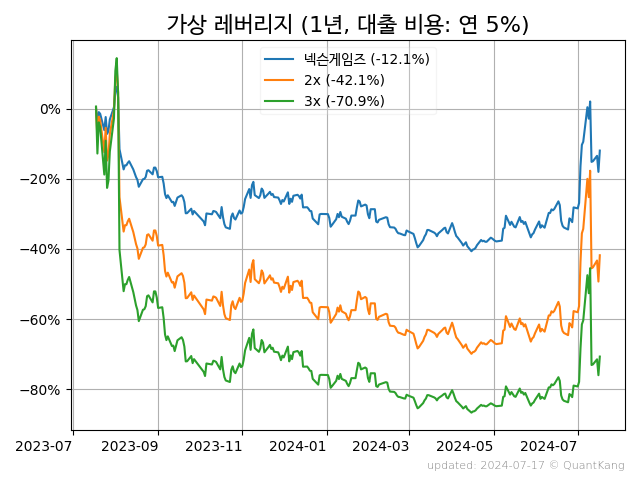 가상 레버리지 (1년, 대출 비용: 연 5%)
넥슨게임즈 (-12.1%)
2x (-42.1%)
3x (-70.9%)
0%
−20%
−40%
−60%
−80%
2023-07 2023-09 2023-11 2024-01 2024-03 2024-05 2024-07
updated: 2024-07-17 © QuantKang